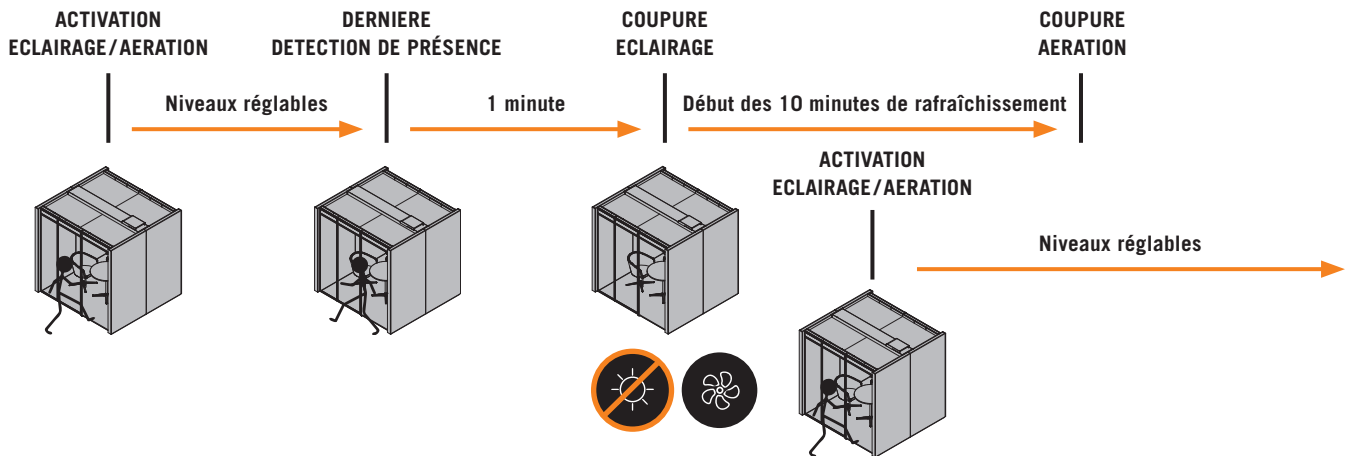 ACTIVATION
ECLAIRAGE/AERATION
DERNIERE
DETECTION DE PRÉSENCE
COUPURE
ECLAIRAGE
COUPURE
AERATION
Niveaux réglables
1 minute
Début des 10 minutes de rafraîchissement
ACTIVATION
ECLAIRAGE/AERATION
Niveaux réglables